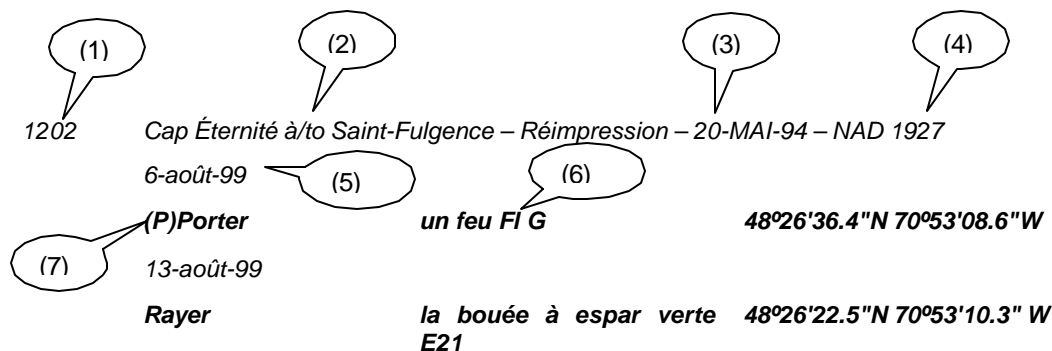 (1) (2) (3) (4)
1202 Cap Éternité à/to Saint-Fulgence – Réimpression – 20-MAI-94 – NAD 1927
6-août-99 (5) (6)
(P)Porter un feu Fl G 48º26'36.4"N 70º53'08.6"W
(7) 13-août-99
Rayer la bouée à espar verte 48º26'22.5"N 70º53'10.3" W
E21